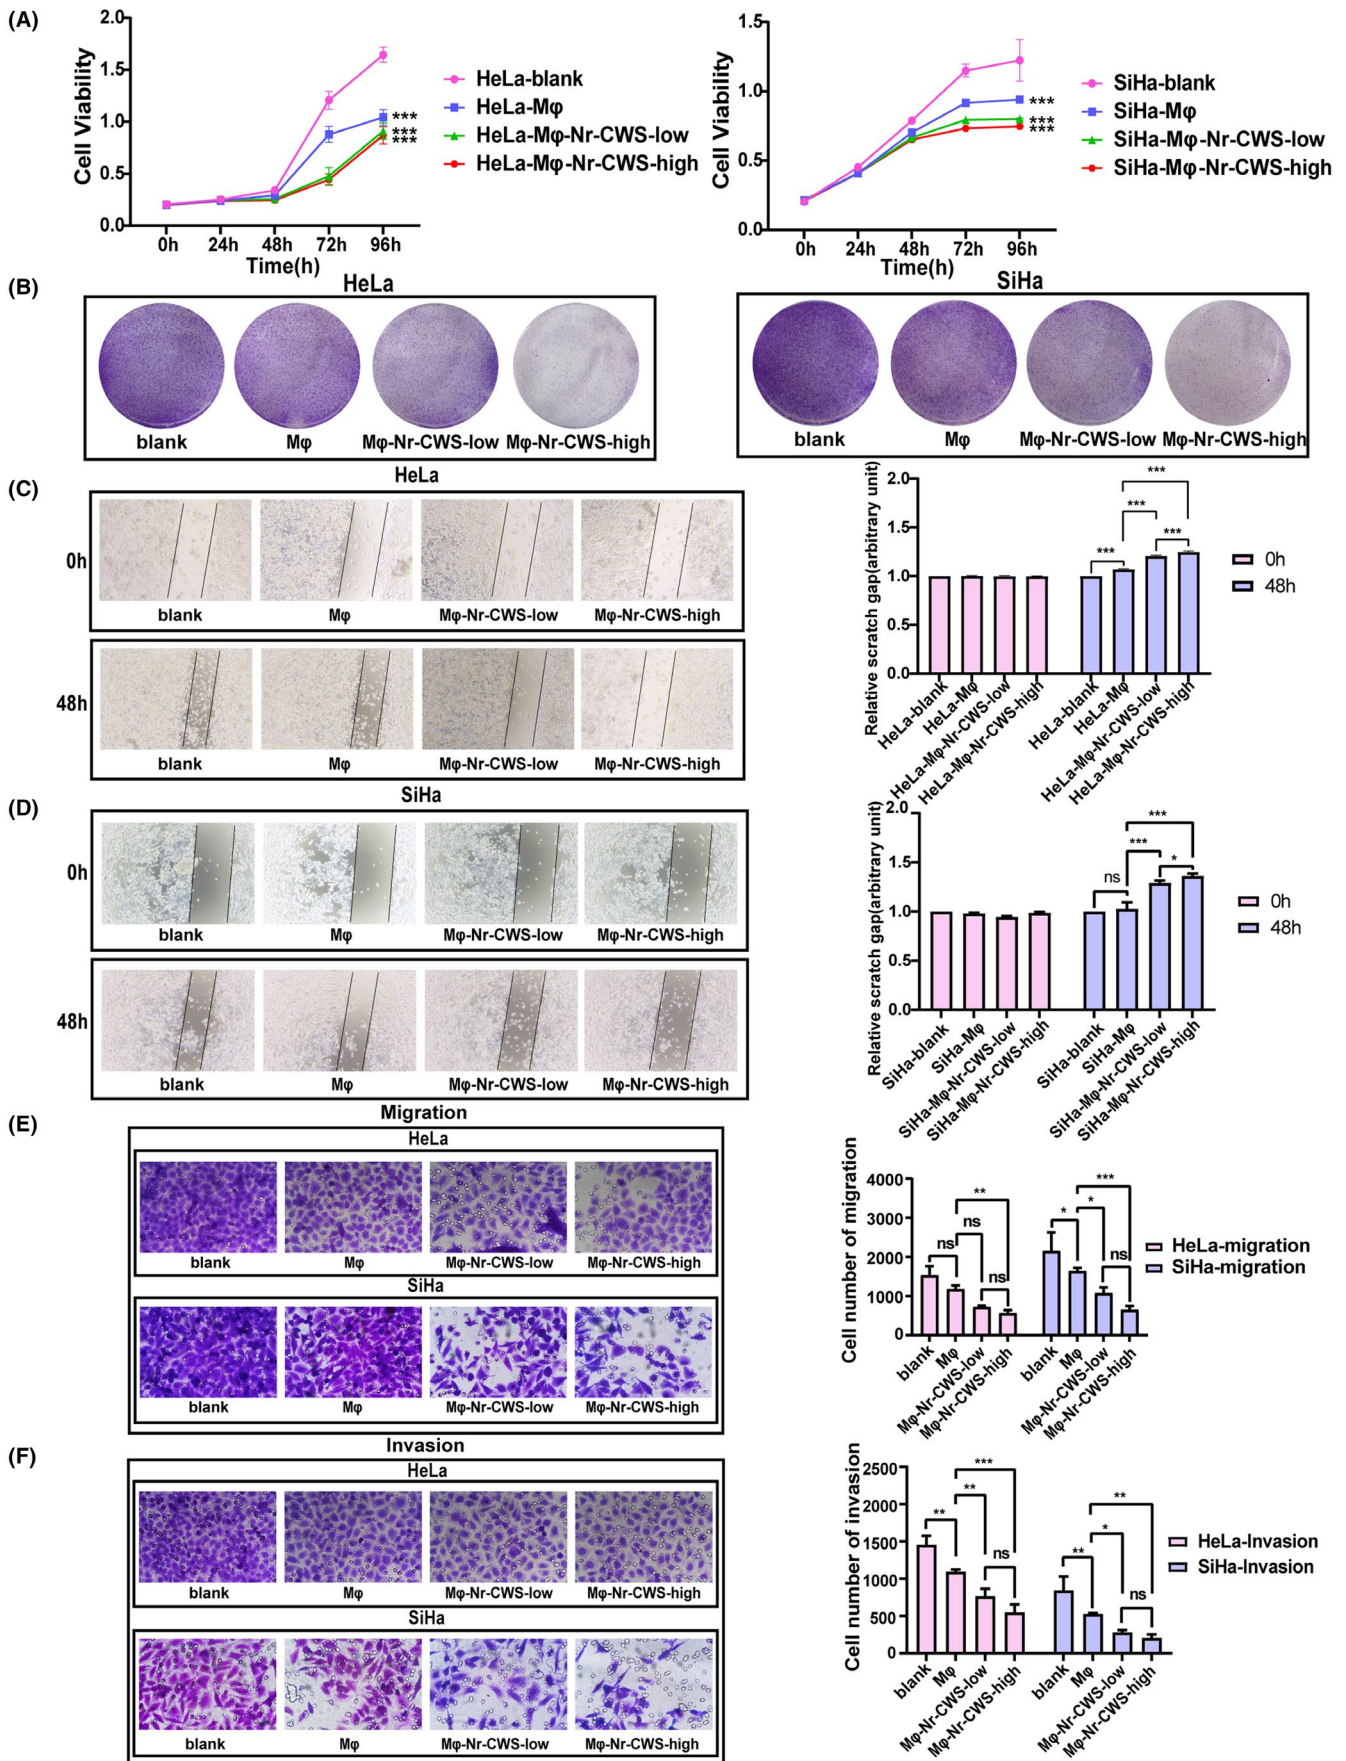 (A)
2.0
1.5
1.0
0.5
0.0
Cell Viability
0h 24h 48h 72h 96h
Time(h)
***
***
***
HeLa-blank
HeLa-Mφ
HeLa-Mφ-Nr-CWS-low
HeLa-Mφ-Nr-CWS-high
1.5
1.0
0.5
0.0
Cell Viability
0h 24h 48h 72h 96h
Time(h)
***
***
***
SiHa-blank
SiHa-Mφ
SiHa-Mφ-Nr-CWS-low
SiHa-Mφ-Nr-CWS-high
(B)
HeLa
blank Mφ Mφ-Nr-CWS-low Mφ-Nr-CWS-high
SiHa
blank Mφ Mφ-Nr-CWS-low Mφ-Nr-CWS-high
(C)
HeLa
0h
blank Mφ Mφ-Nr-CWS-low Mφ-Nr-CWS-high
48h
blank Mφ Mφ-Nr-CWS-low Mφ-Nr-CWS-high
Relative scratch gap(arbitrary unit)
2.0
1.5
1.0
0.5
0.0
***
***
***
***
HeLa-blank
HeLa-Mφ
HeLa-Mφ-Nr-CWS-low
HeLa-Mφ-Nr-CWS-high
HeLa-blank
HeLa-Mφ
HeLa-Mφ-Nr-CWS-low
HeLa-Mφ-Nr-CWS-high
0h
48h
(D)
SiHa
0h
blank Mφ Mφ-Nr-CWS-low Mφ-Nr-CWS-high
48h
blank Mφ Mφ-Nr-CWS-low Mφ-Nr-CWS-high
Relative scratch gap(arbitrary unit)
2.0
1.5
1.0
0.5
0.0
***
***
*
ns
SiHa-blank
SiHa-Mφ
SiHa-Mφ-Nr-CWS-low
SiHa-Mφ-Nr-CWS-high
SiHa-blank
SiHa-Mφ
SiHa-Mφ-Nr-CWS-low
SiHa-Mφ-Nr-CWS-high
0h
48h
(E)
Migration
HeLa
blank Mφ Mφ-Nr-CWS-low Mφ-Nr-CWS-high
SiHa
blank Mφ Mφ-Nr-CWS-low Mφ-Nr-CWS-high
Cell number of migration
4000
3000
2000
1000
0
**
ns
ns
ns
***
*
*
ns
blank
Mφ
Mφ-Nr-CWS-low
Mφ-Nr-CWS-high
blank
Mφ
Mφ-Nr-CWS-low
Mφ-Nr-CWS-high
HeLa-migration
SiHa-migration
(F)
Invasion
HeLa
blank Mφ Mφ-Nr-CWS-low Mφ-Nr-CWS-high
SiHa
blank Mφ Mφ-Nr-CWS-low Mφ-Nr-CWS-high
Cell number of invasion
2500
2000
1500
1000
500
0
***
**
**
ns
**
*
**
ns
blank
Mφ
Mφ-Nr-CWS-low
Mφ-Nr-CWS-high
blank
Mφ
Mφ-Nr-CWS-low
Mφ-Nr-CWS-high
HeLa-Invasion
SiHa-Invasion